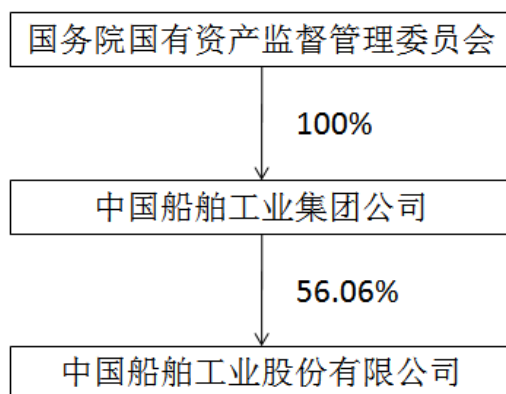 国务院国有资产监督管理委员会
100%
中国船舶工业集团公司
56.06%
中国船舶工业股份有限公司